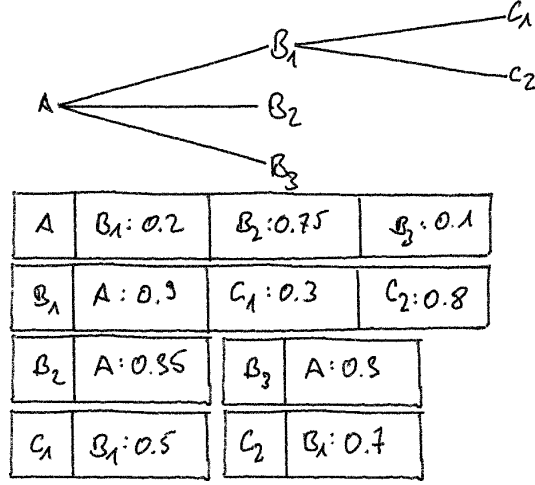 C₁
B₁
C₂
A
B₂
B₃
A B₁: 0.2 B₂: 0.75 B₃: 0.1
B₁ A: 0.9 C₁: 0.3 C₂: 0.8
B₂ A: 0.95 B₃ A: 0.9
C₁ B₁: 0.5 C₂ B₁: 0.7